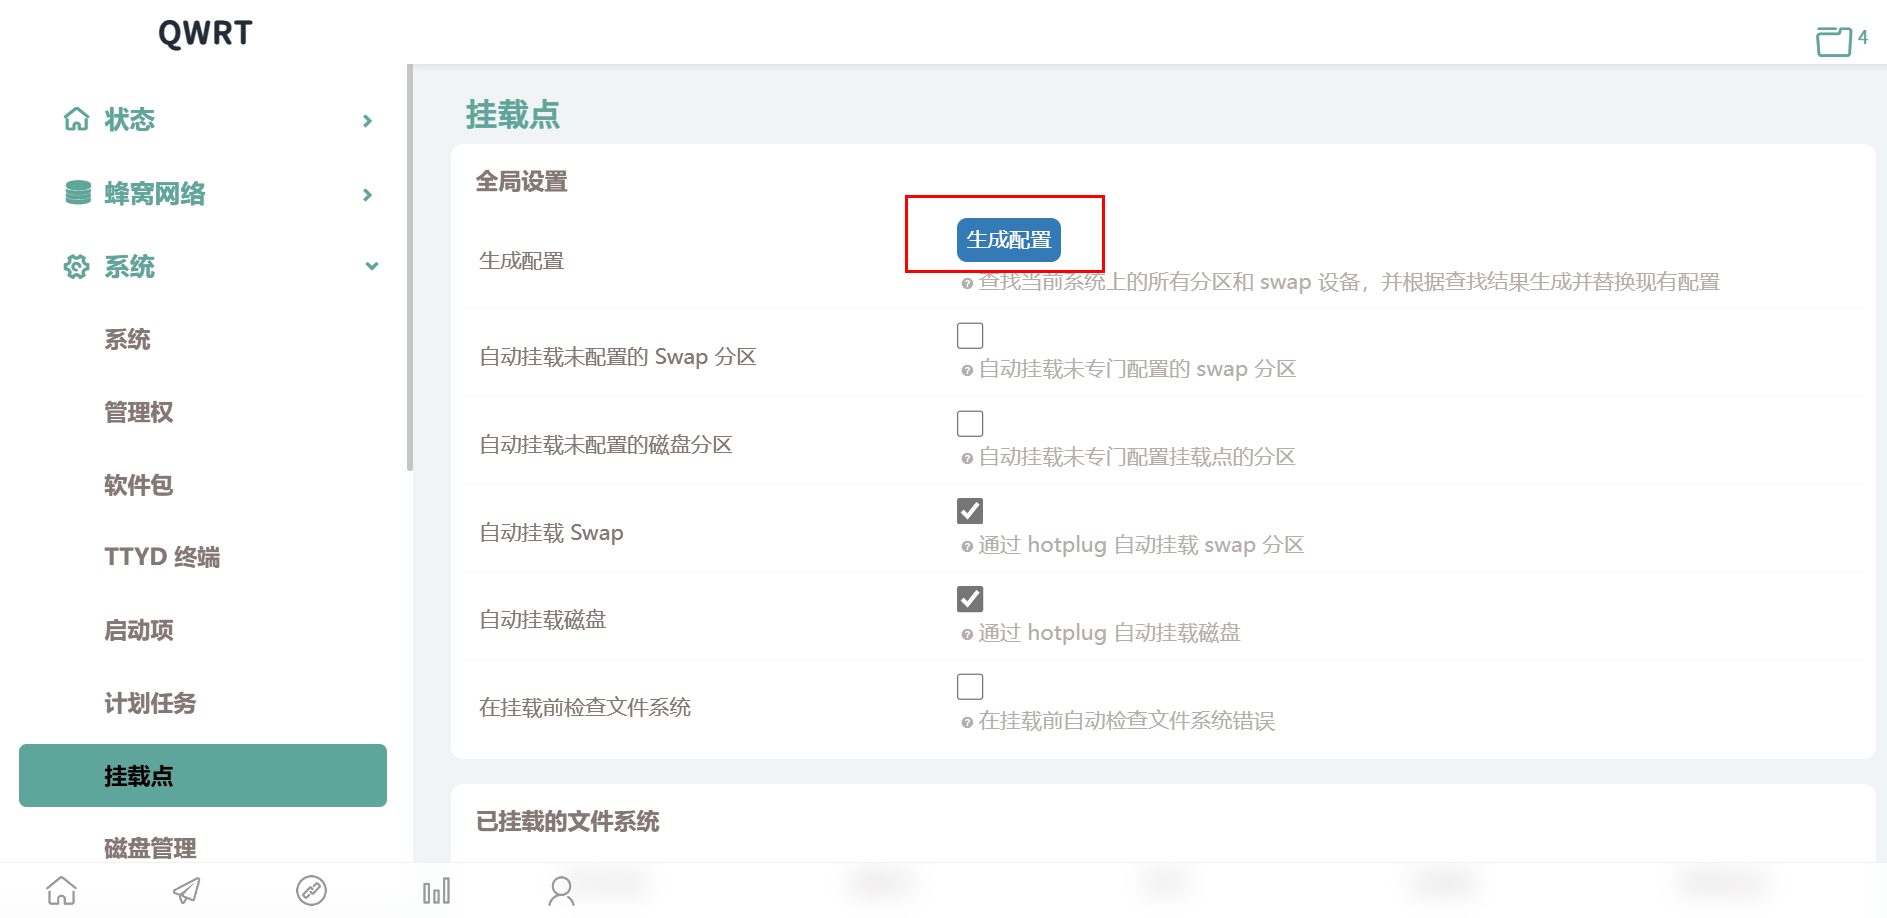 QWRT
4
状态
蜂窝网络
系统
系统
管理权
软件包
TTYD 终端
启动项
计划任务
挂载点
磁盘管理
挂载点
全局设置
生成配置
生成配置
查找当前系统上的所有分区和 swap 设备，并根据查找结果生成并替换现有配置
自动挂载未配置的 Swap 分区
自动挂载未专门配置的 swap 分区
自动挂载未配置的磁盘分区
自动挂载未专门配置挂载点的分区
自动挂载 Swap
通过 hotplug 自动挂载 swap 分区
自动挂载磁盘
通过 hotplug 自动挂载磁盘
在挂载前检查文件系统
在挂载前自动检查文件系统错误
已挂载的文件系统